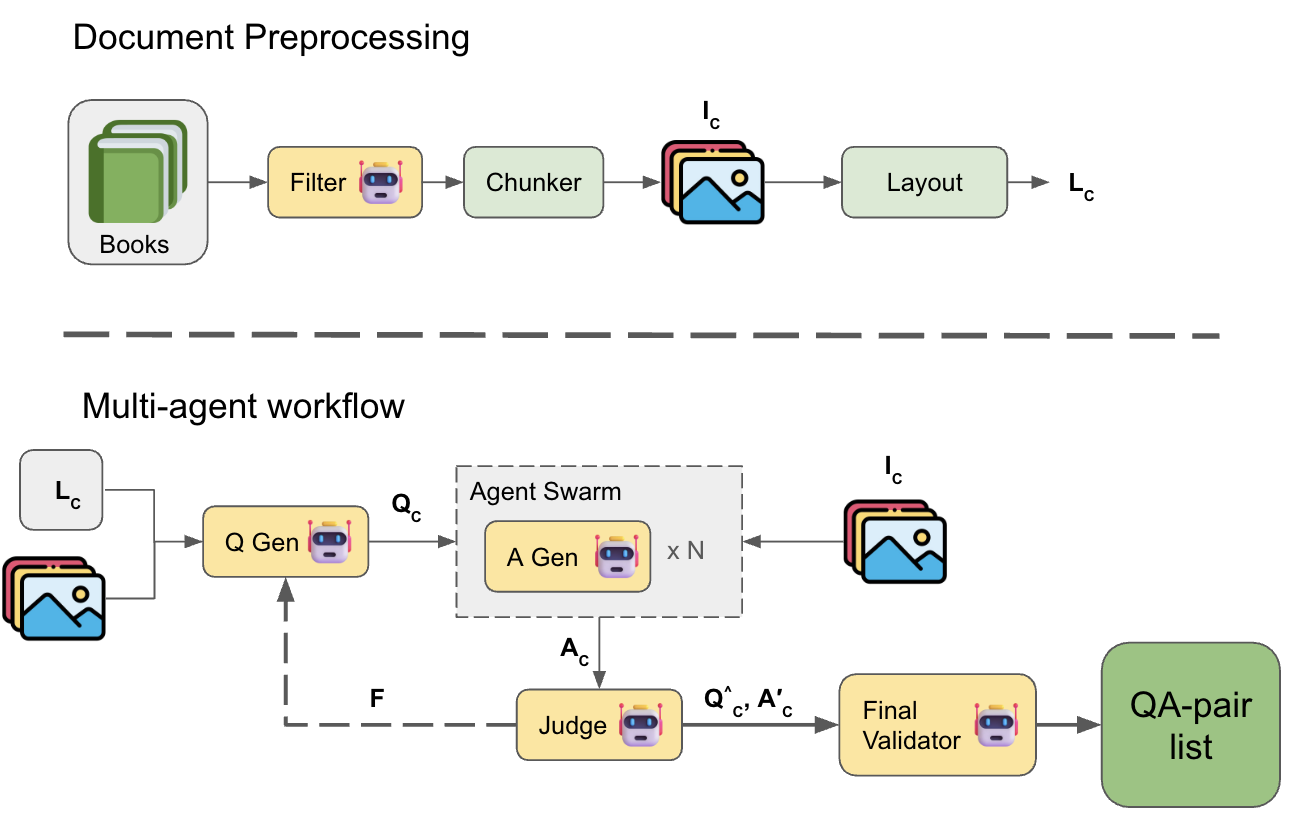 Document Preprocessing
I_C
Filter
Chunker
Layout
L_C
Books
Multi-agent workflow
L_C
Q Gen
Q_C
Agent Swarm
A Gen
x N
I_C
A_C
F
Judge
Q^_C, A′_C
Final
Validator
QA-pair
list